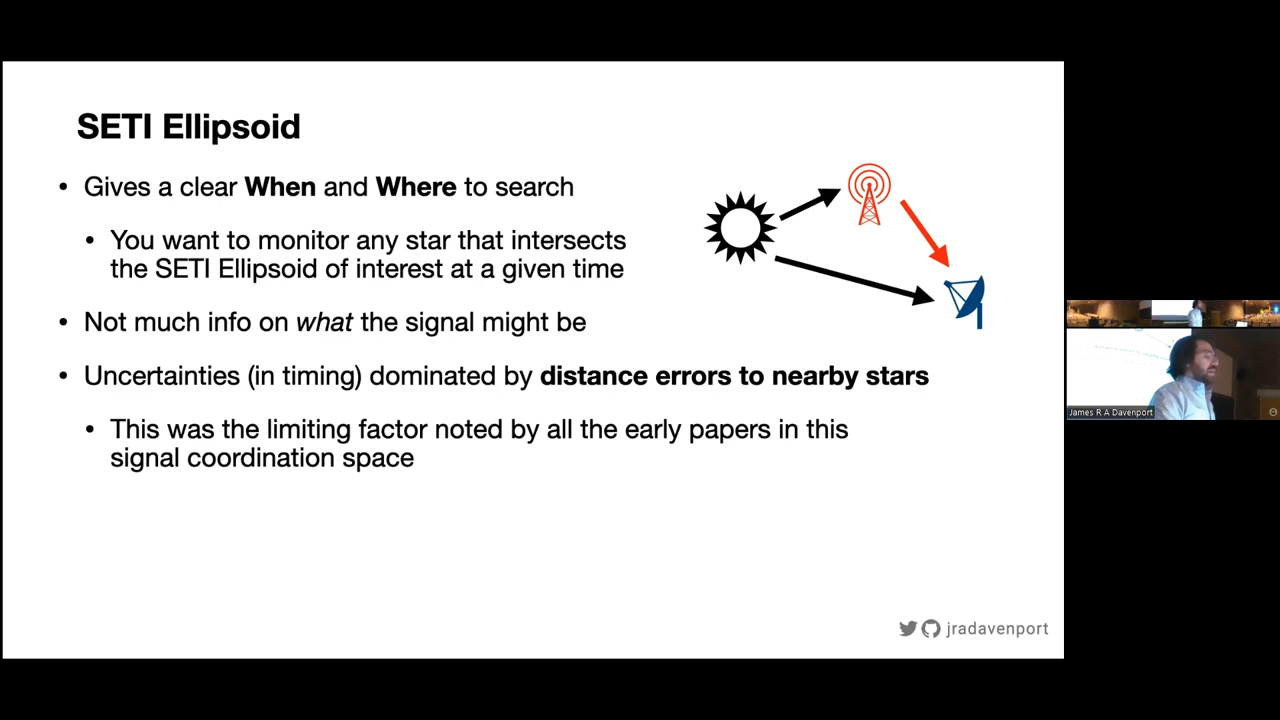 SETI Ellipsoid
• Gives a clear When and Where to search
• You want to monitor any star that intersects
the SETI Ellipsoid of interest at a given time
• Not much info on what the signal might be
• Uncertainties (in timing) dominated by distance errors to nearby stars
• This was the limiting factor noted by all the early papers in this
signal coordination space
jradavenport
James R A Davenport